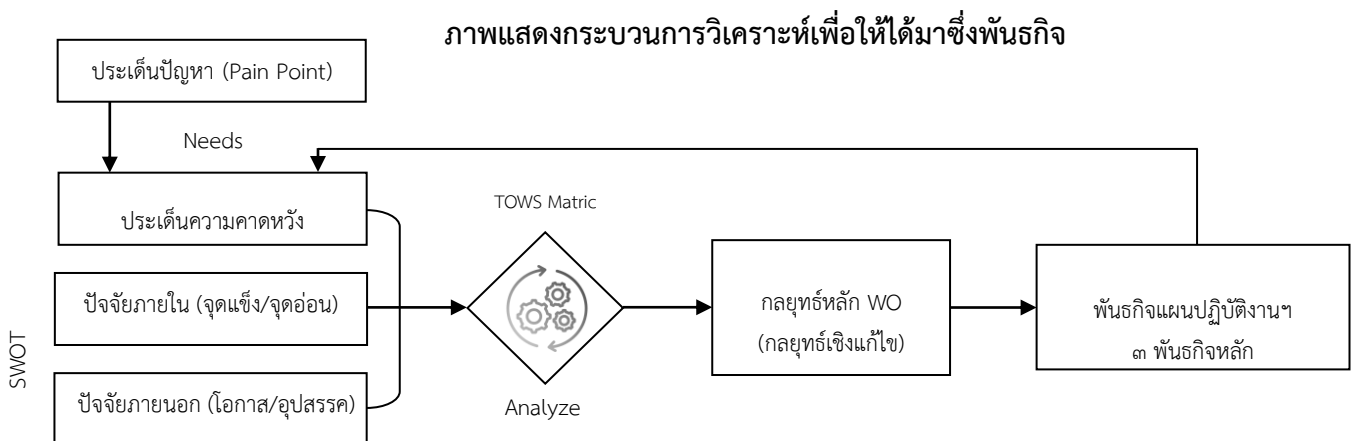 ภาพแสดงกระบวนการวิเคราะห์เพื่อให้ได้มาซึ่งพันธกิจ
ประเด็นปัญหา (Pain Point)
Needs
ประเด็นความคาดหวัง
TOWS Matric
ปัจจัยภายใน (จุดแข็ง/จุดอ่อน)
กลยุทธ์หลัก WO
(กลยุทธ์เชิงแก้ไข)
พันธกิจแผนปฏิบัติงานฯ
๓ พันธกิจหลัก
SWOT
ปัจจัยภายนอก (โอกาส/อุปสรรค)
Analyze